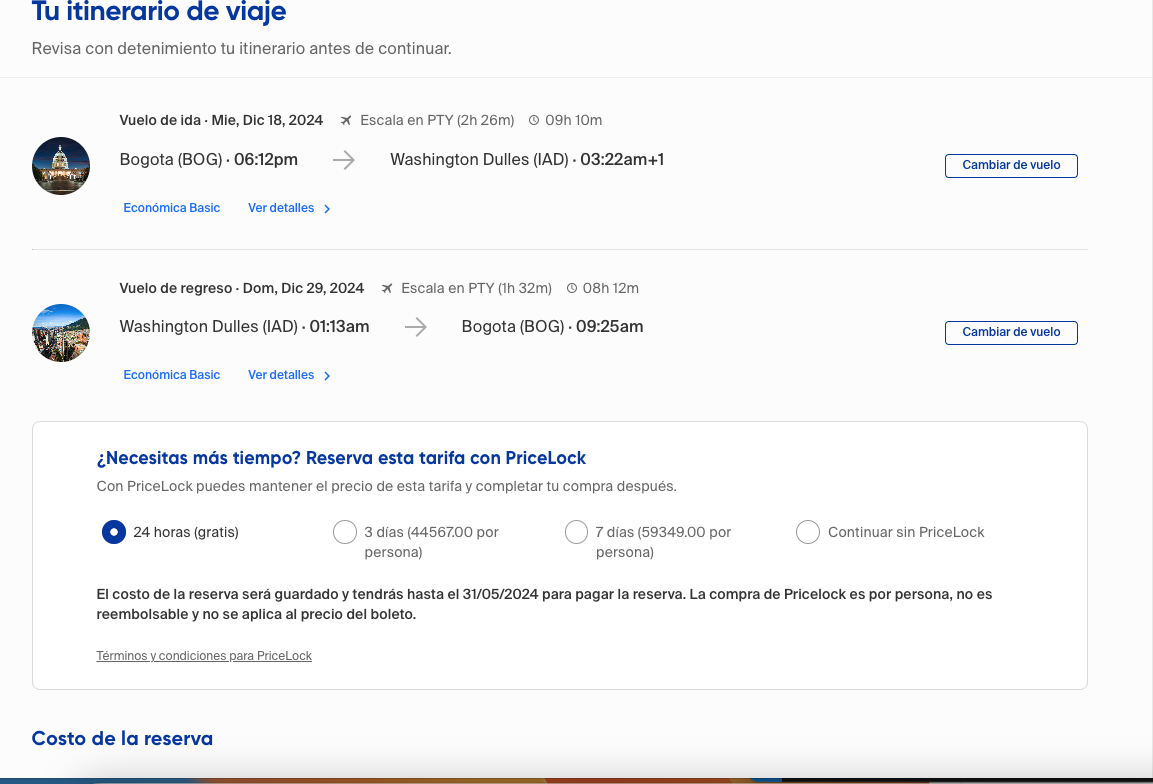 Tu itinerario de viaje
Revisa con detenimiento tu itinerario antes de continuar.
Vuelo de ida · Mie, Dic 18, 2024 Escala en PTY (2h 26m) 09h 10m
Bogota (BOG) · 06:12pm Washington Dulles (IAD) · 03:22am+1
Cambiar de vuelo
Económica Basic Ver detalles
Vuelo de regreso · Dom, Dic 29, 2024 Escala en PTY (1h 32m) 08h 12m
Washington Dulles (IAD) · 01:13am Bogota (BOG) · 09:25am
Cambiar de vuelo
Económica Basic Ver detalles
¿Necesitas más tiempo? Reserva esta tarifa con PriceLock
Con PriceLock puedes mantener el precio de esta tarifa y completar tu compra después.
24 horas (gratis)
3 días (44567.00 por
persona)
7 días (59349.00 por
persona)
Continuar sin PriceLock
El costo de la reserva será guardado y tendrás hasta el 31/05/2024 para pagar la reserva. La compra de Pricelock es por persona, no es
reembolsable y no se aplica al precio del boleto.
Términos y condiciones para PriceLock
Costo de la reserva